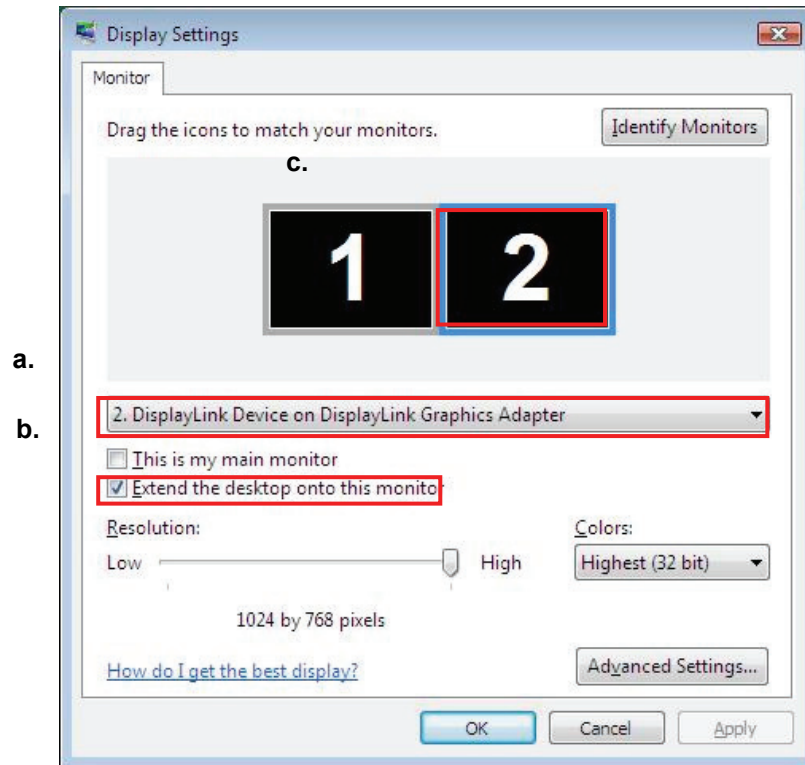 Display Settings
Monitor
Drag the icons to match your monitors.
Identify Monitors
c.
1
2
a.
2. DisplayLink Device on DisplayLink Graphics Adapter
b.
This is my main monitor
Extend the desktop onto this monitor
Resolution:
Colors:
Low
High
Highest (32 bit)
1024 by 768 pixels
How do I get the best display?
Advanced Settings...
OK
Cancel
Apply